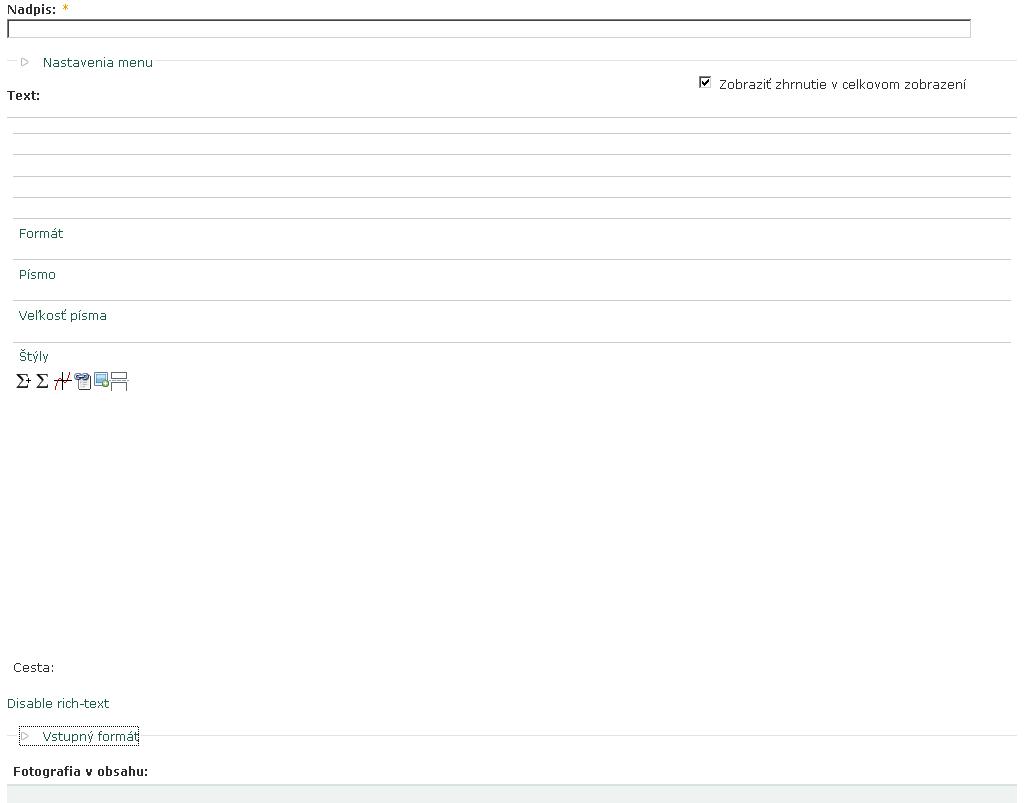 Nadpis: *
Nastavenia menu
Zobraziť zhrnutie v celkovom zobrazení
Text:
Formát
Písmo
Veľkosť písma
Štýly
Σ+ Σ
Cesta:
Disable rich-text
Vstupný formát
Fotografia v obsahu: